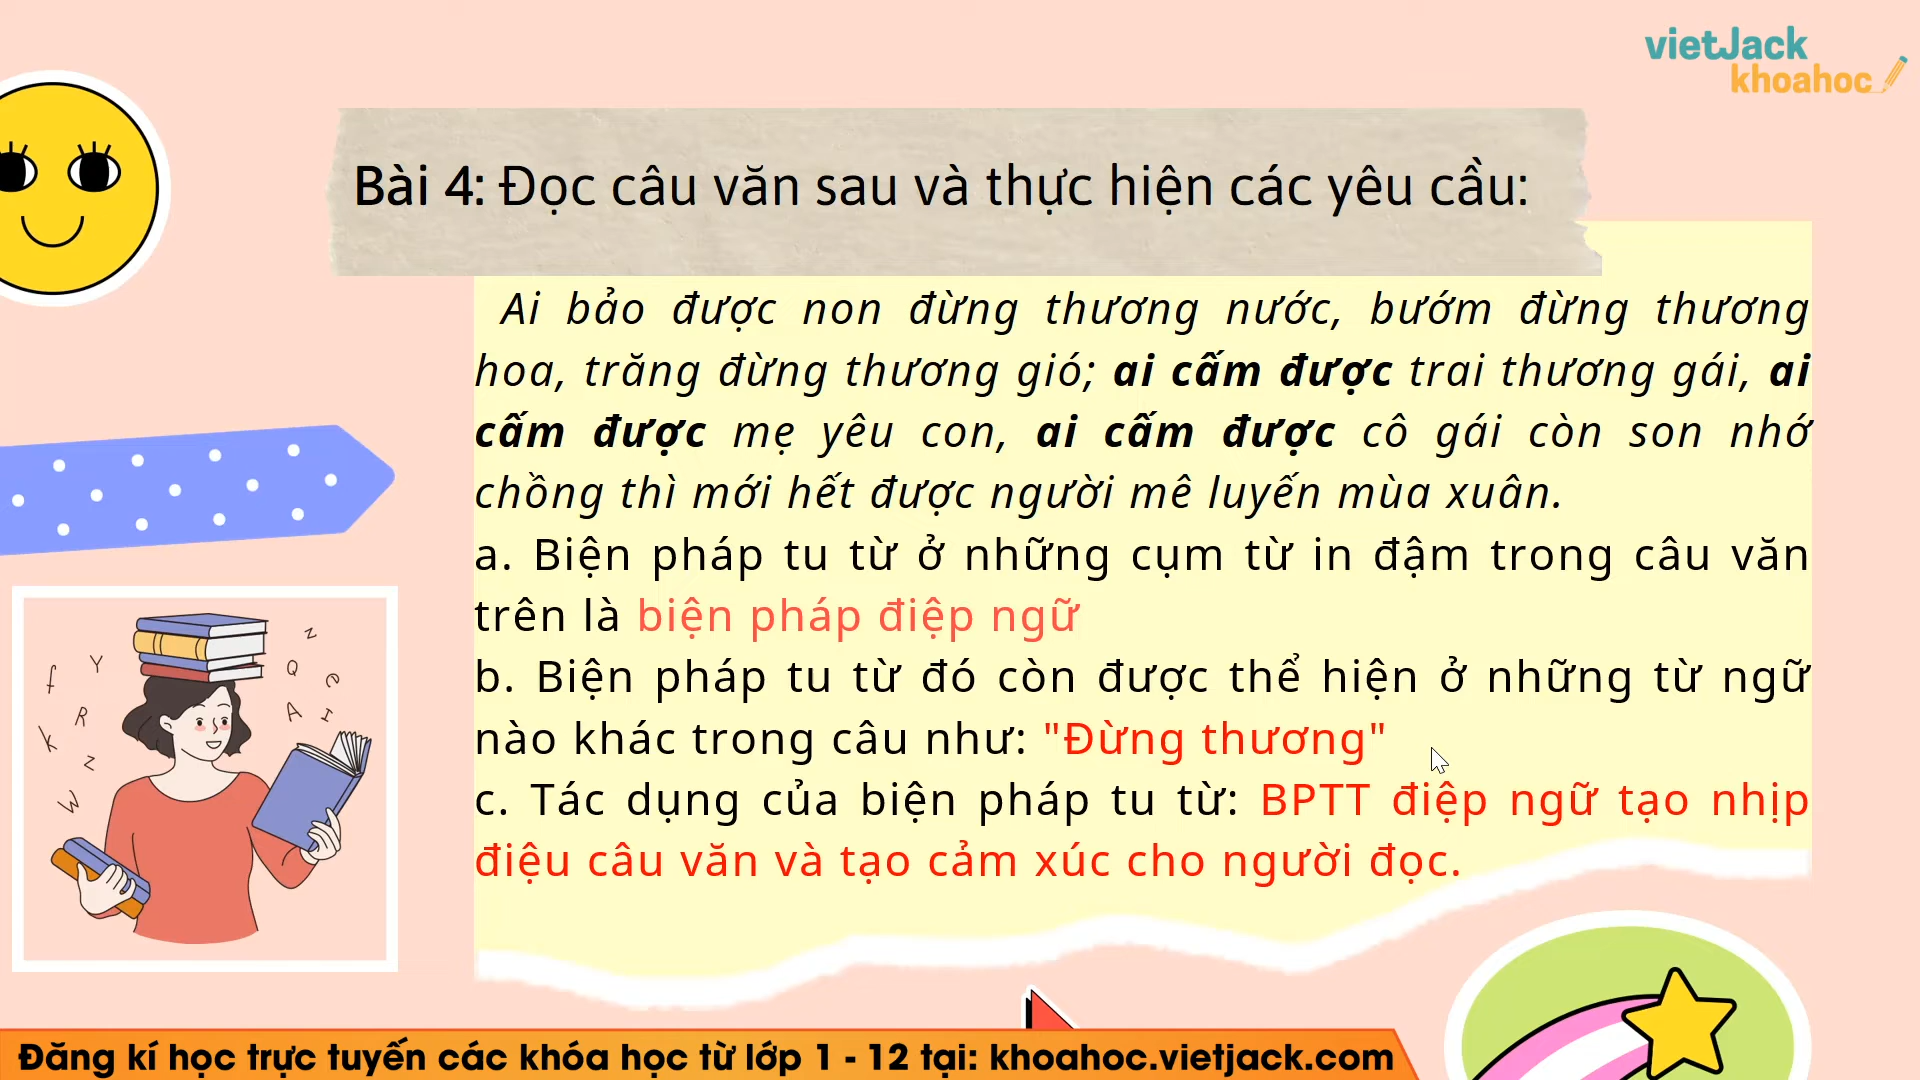 vietJack
khoahoc
Bài 4: Đọc câu văn sau và thực hiện các yêu cầu:
Ai bảo được non đừng thương nước, bướm đừng thương
hoa, trăng đừng thương gió; ai cấm được trai thương gái, ai
cấm được mẹ yêu con, ai cấm được cô gái còn son nhớ
chồng thì mới hết được người mê luyến mùa xuân.
a. Biện pháp tu từ ở những cụm từ in đậm trong câu văn
trên là biện pháp điệp ngữ
b. Biện pháp tu từ đó còn được thể hiện ở những từ ngữ
nào khác trong câu như: "Đừng thương"
c. Tác dụng của biện pháp tu từ: BPTT điệp ngữ tạo nhịp
điệu câu văn và tạo cảm xúc cho người đọc.
f
Y
z
Q
e
R
A
I
k
z
w
Đăng kí học trực tuyến các khóa học từ lớp 1 - 12 tại: khoahoc.vietjack.com